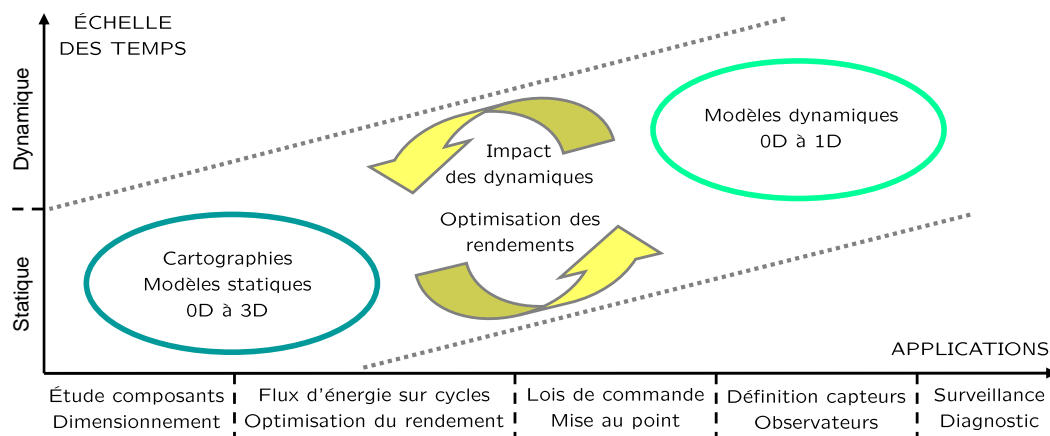 ÉCHELLE
DES TEMPS
Dynamique
Statique
Modèles dynamiques
0D à 1D
Impact
des dynamiques
Optimisation des
rendements
Cartographies
Modèles statiques
0D à 3D
APPLICATIONS
Étude composants
Dimensionnement
Flux d'énergie sur cycles
Optimisation du rendement
Lois de commande
Mise au point
Définition capteurs
Observateurs
Surveillance
Diagnostic